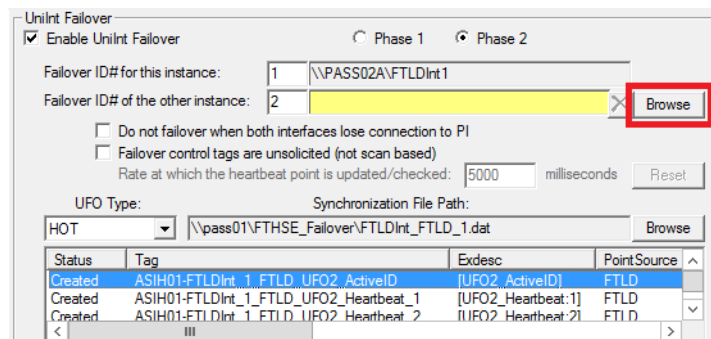 UniInt Failover
Enable UniInt Failover Phase 1 Phase 2
Failover ID# for this instance: 1 \\PASS02A\FTLDInt1
Failover ID# of the other instance: 2 Browse
Do not failover when both interfaces lose connection to PI
Failover control tags are unsolicited (not scan based)
Rate at which the heartbeat point is updated/checked: 5000 milliseconds Reset
UFO Type: Synchronization File Path:
HOT \\pass01\FTHSE_Failover\FTLDInt_FTLD_1.dat Browse
Status Tag Exdesc PointSource
Created ASIH01-FTLDInt_1_FTLD_UFO2_ActiveID [UFO2_ActiveID] FTLD
Created ASIH01-FTLDInt_1_FTLD_UFO2_Heartbeat_1 [UFO2_Heartbeat:1] FTLD
Created ASIH01-FTLDInt_1_FTLD_UFO2_Heartbeat_2 [UFO2_Heartbeat:2] FTLD